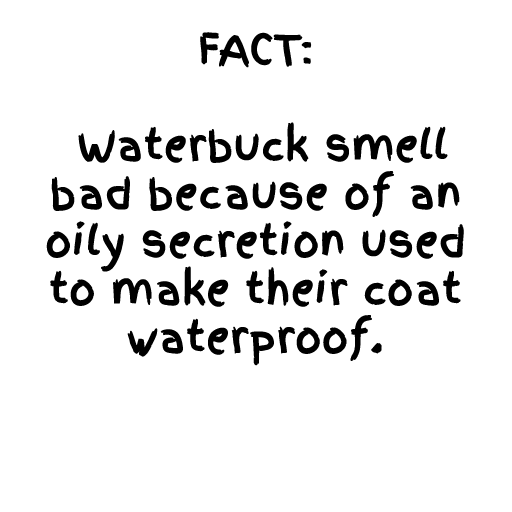 FACT:
Waterbuck smell
bad because of an
oily secretion used
to make their coat
waterproof.